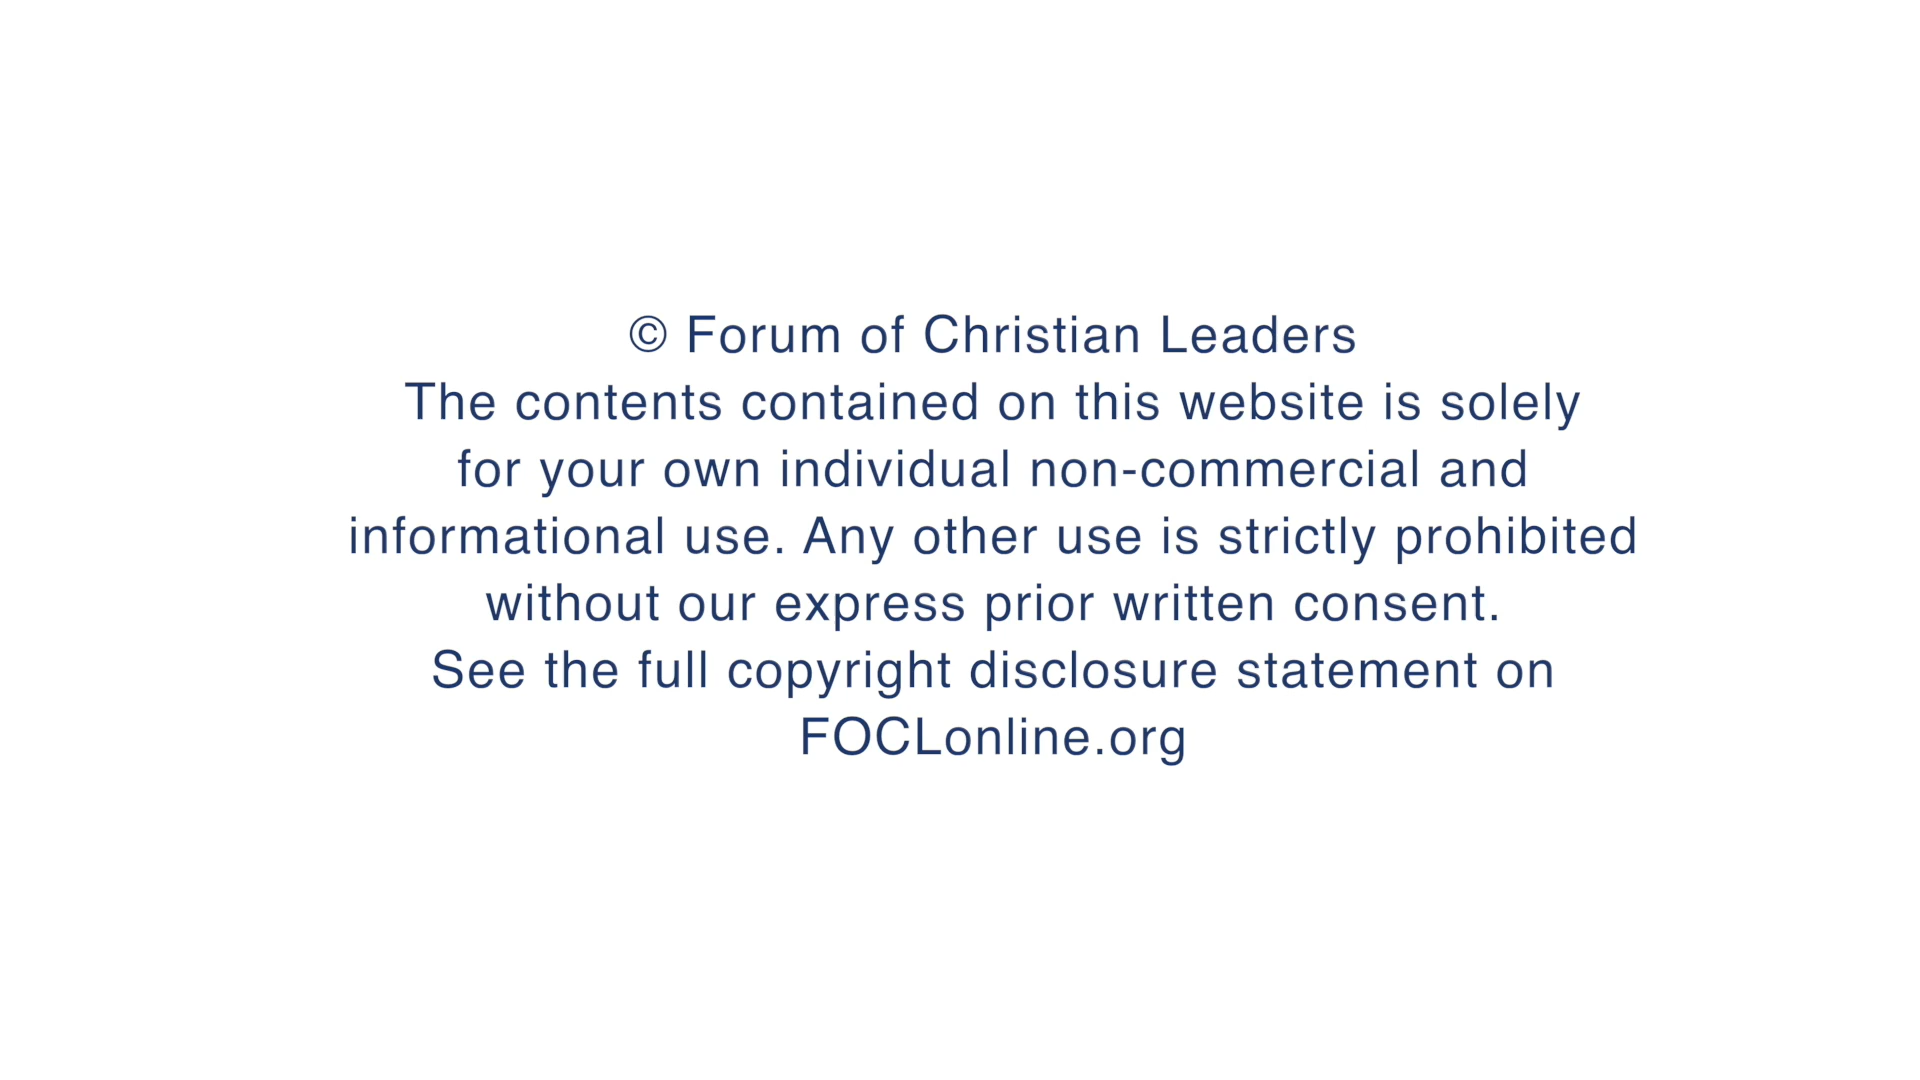 © Forum of Christian Leaders
The contents contained on this website is solely
for your own individual non-commercial and
informational use. Any other use is strictly prohibited
without our express prior written consent.
See the full copyright disclosure statement on
FOCLonline.org